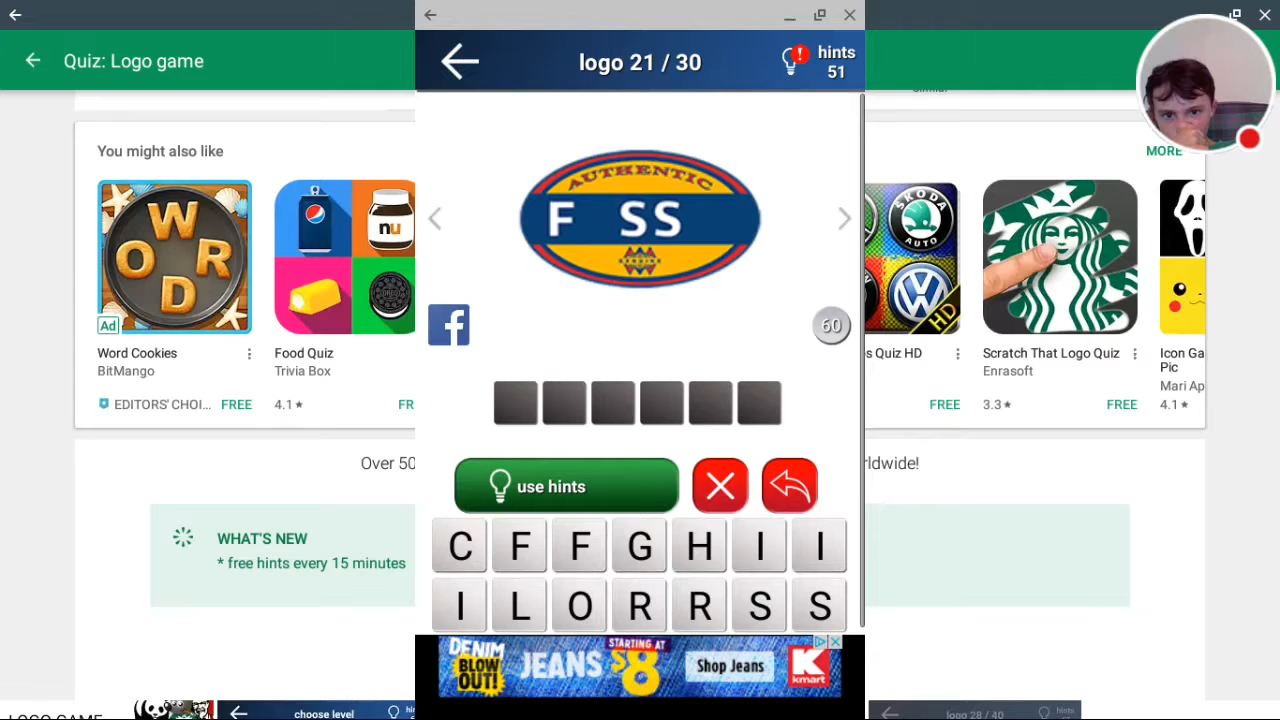 Quiz: Logo game
logo 21 / 30
hints
51
You might also like
MORE
AUTHENTIC
F SS
W
O R
D
Ad
nu
HD
60
Word Cookies
BitMango
EDITORS' CHOI... FREE
Food Quiz
Trivia Box
4.1★ FR
s Quiz HD
FREE
Scratch That Logo Quiz
Enrasoft
3.3★ FREE
Icon Ga
Pic
Mari Ap
4.1★
use hints
Over 50
rldwide!
WHAT'S NEW
* free hints every 15 minutes
C F F G H I I
I L O R R S S
DENIM
BLOW
OUT!
JEANS
STARTING AT
$8
Shop Jeans
K
kmart
choose level
hints
logo 28 / 40
hints